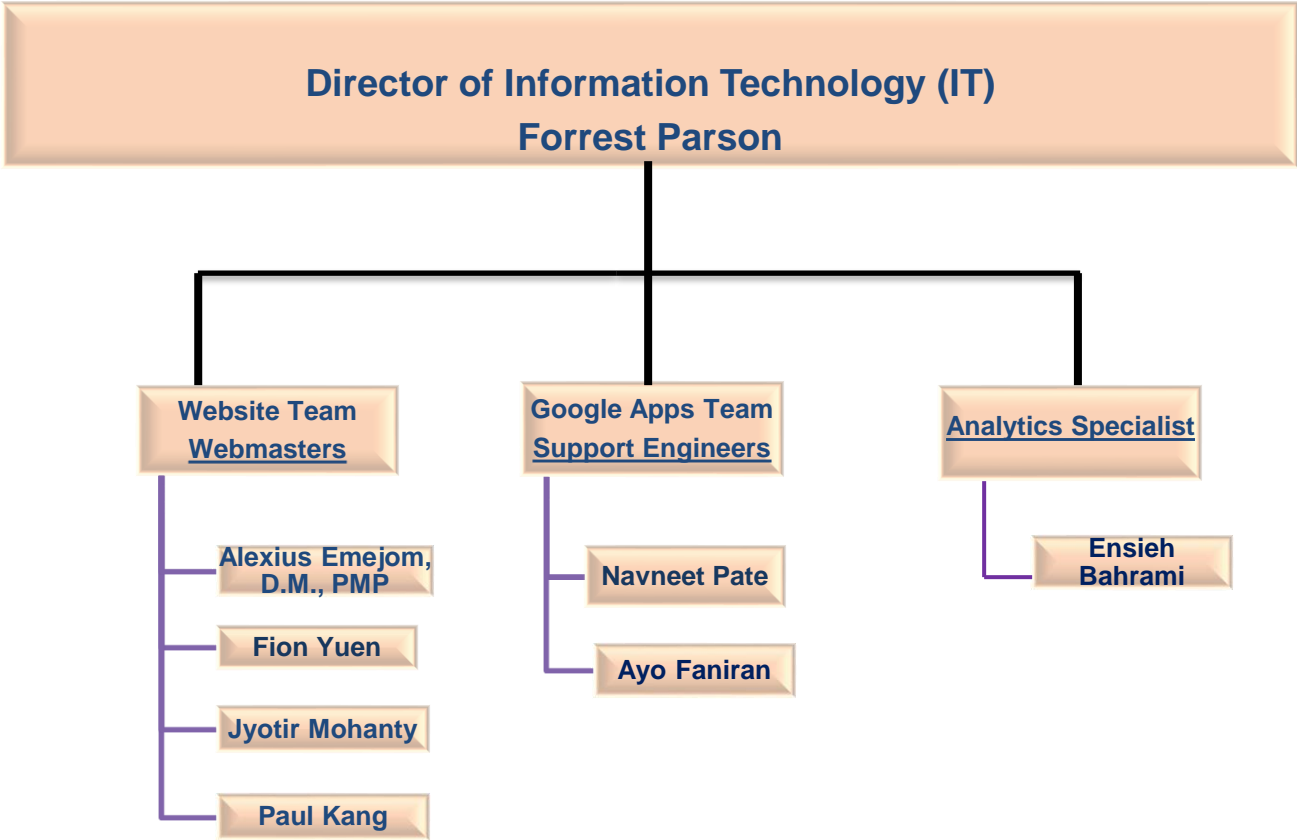 Director of Information Technology (IT)
Forrest Parson
Website Team
Webmasters
Alexius Emejom,
D.M., PMP
Fion Yuen
Jyotir Mohanty
Paul Kang
Google Apps Team
Support Engineers
Navneet Pate
Ayo Faniran
Analytics Specialist
Ensieh
Bahrami